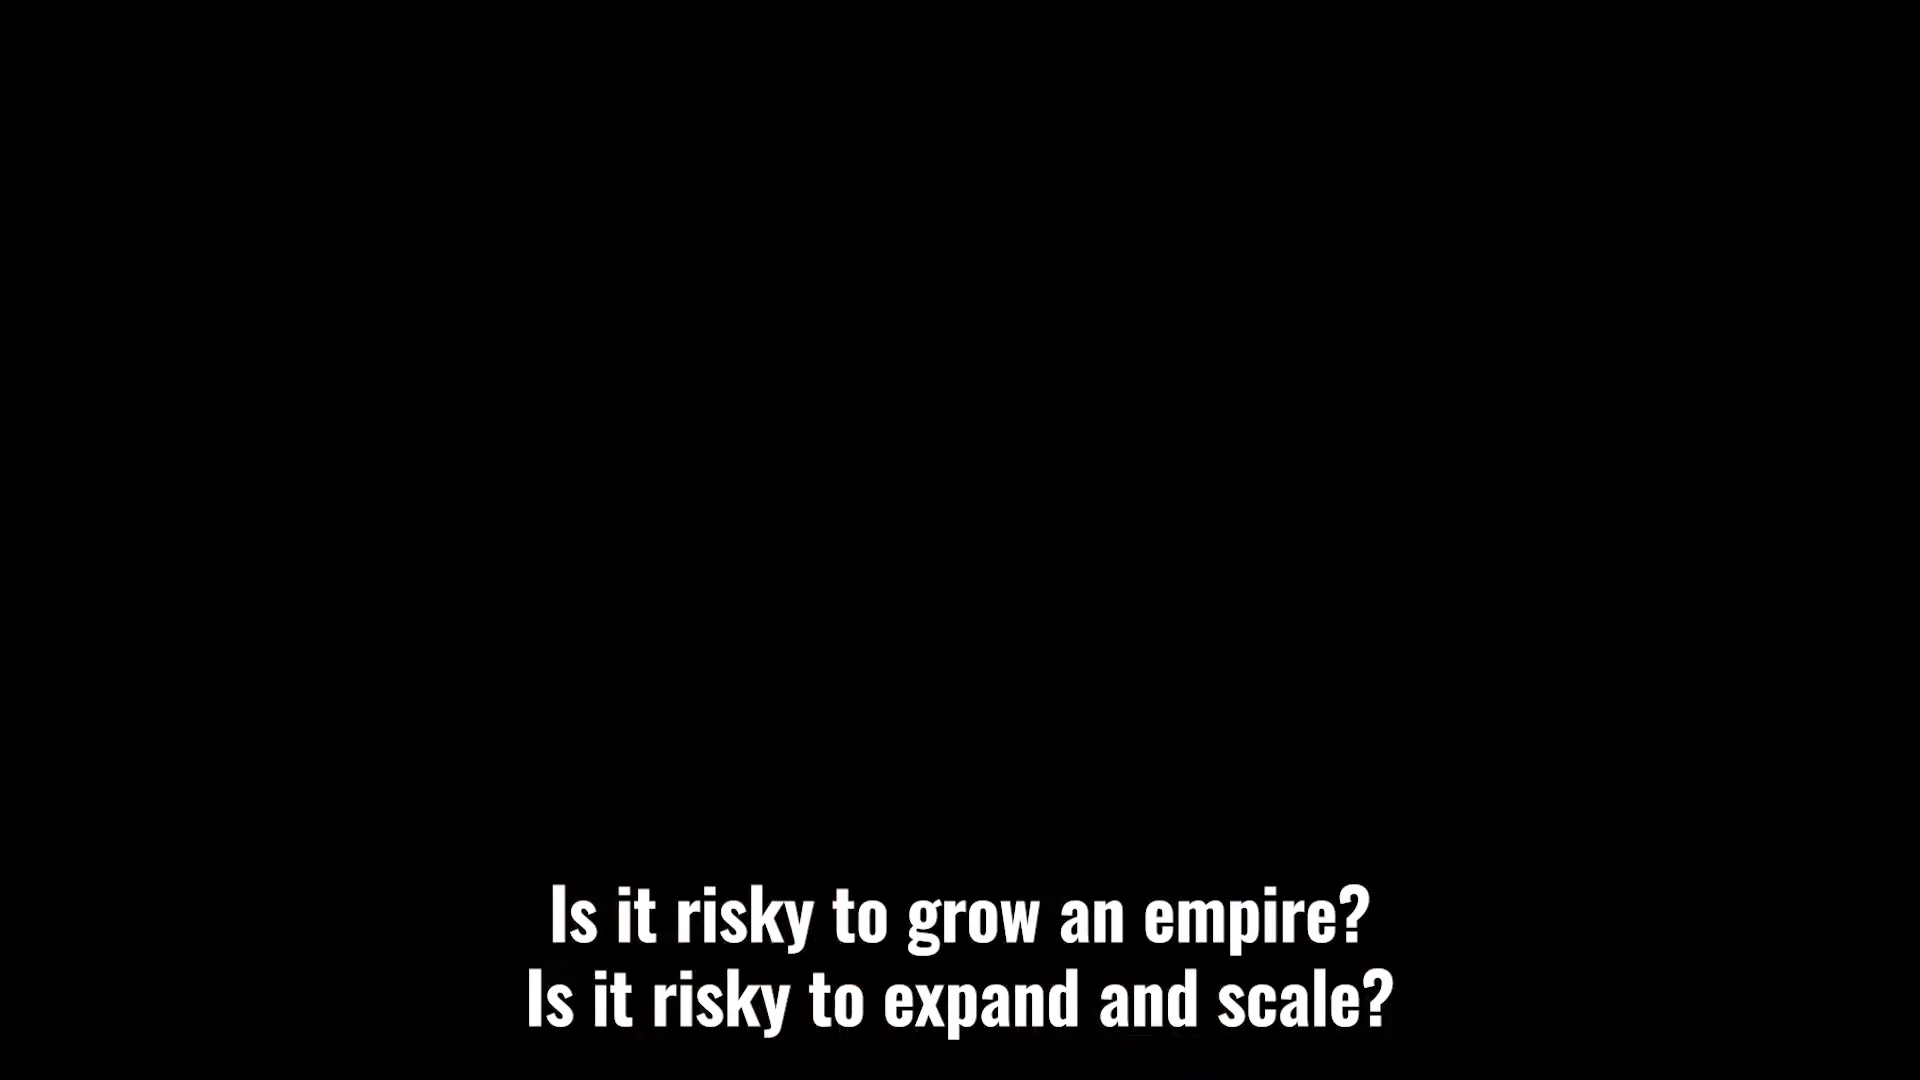 Is it risky to grow an empire?
Is it risky to expand and scale?